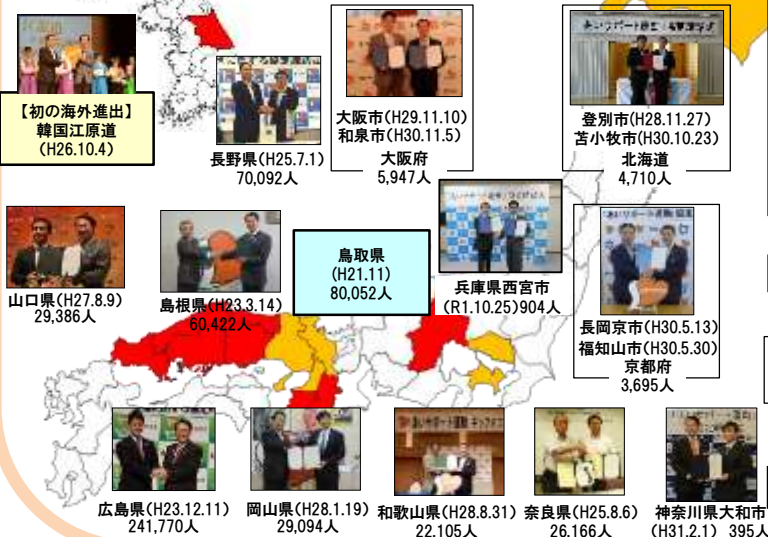 【初の海外進出】
韓国江原道
(H26.10.4)
長野県(H25.7.1)
70,092人
大阪市(H29.11.10)
和泉市(H30.11.5)
大阪府
5,947人
登別市(H28.11.27)
苫小牧市(H30.10.23)
北海道
4,710人
山口県(H27.8.9)
29,386人
島根県(H23.3.14)
60,422人
鳥取県
(H21.11)
80,052人
兵庫県西宮市
(R1.10.25)904人
長岡京市(H30.5.13)
福知山市(H30.5.30)
京都府
3,695人
広島県(H23.12.11)
241,770人
岡山県(H28.1.19)
29,094人
和歌山県(H28.8.31)
22,105人
奈良県(H25.8.6)
26,166人
神奈川県大和市
(H31.2.1) 395人